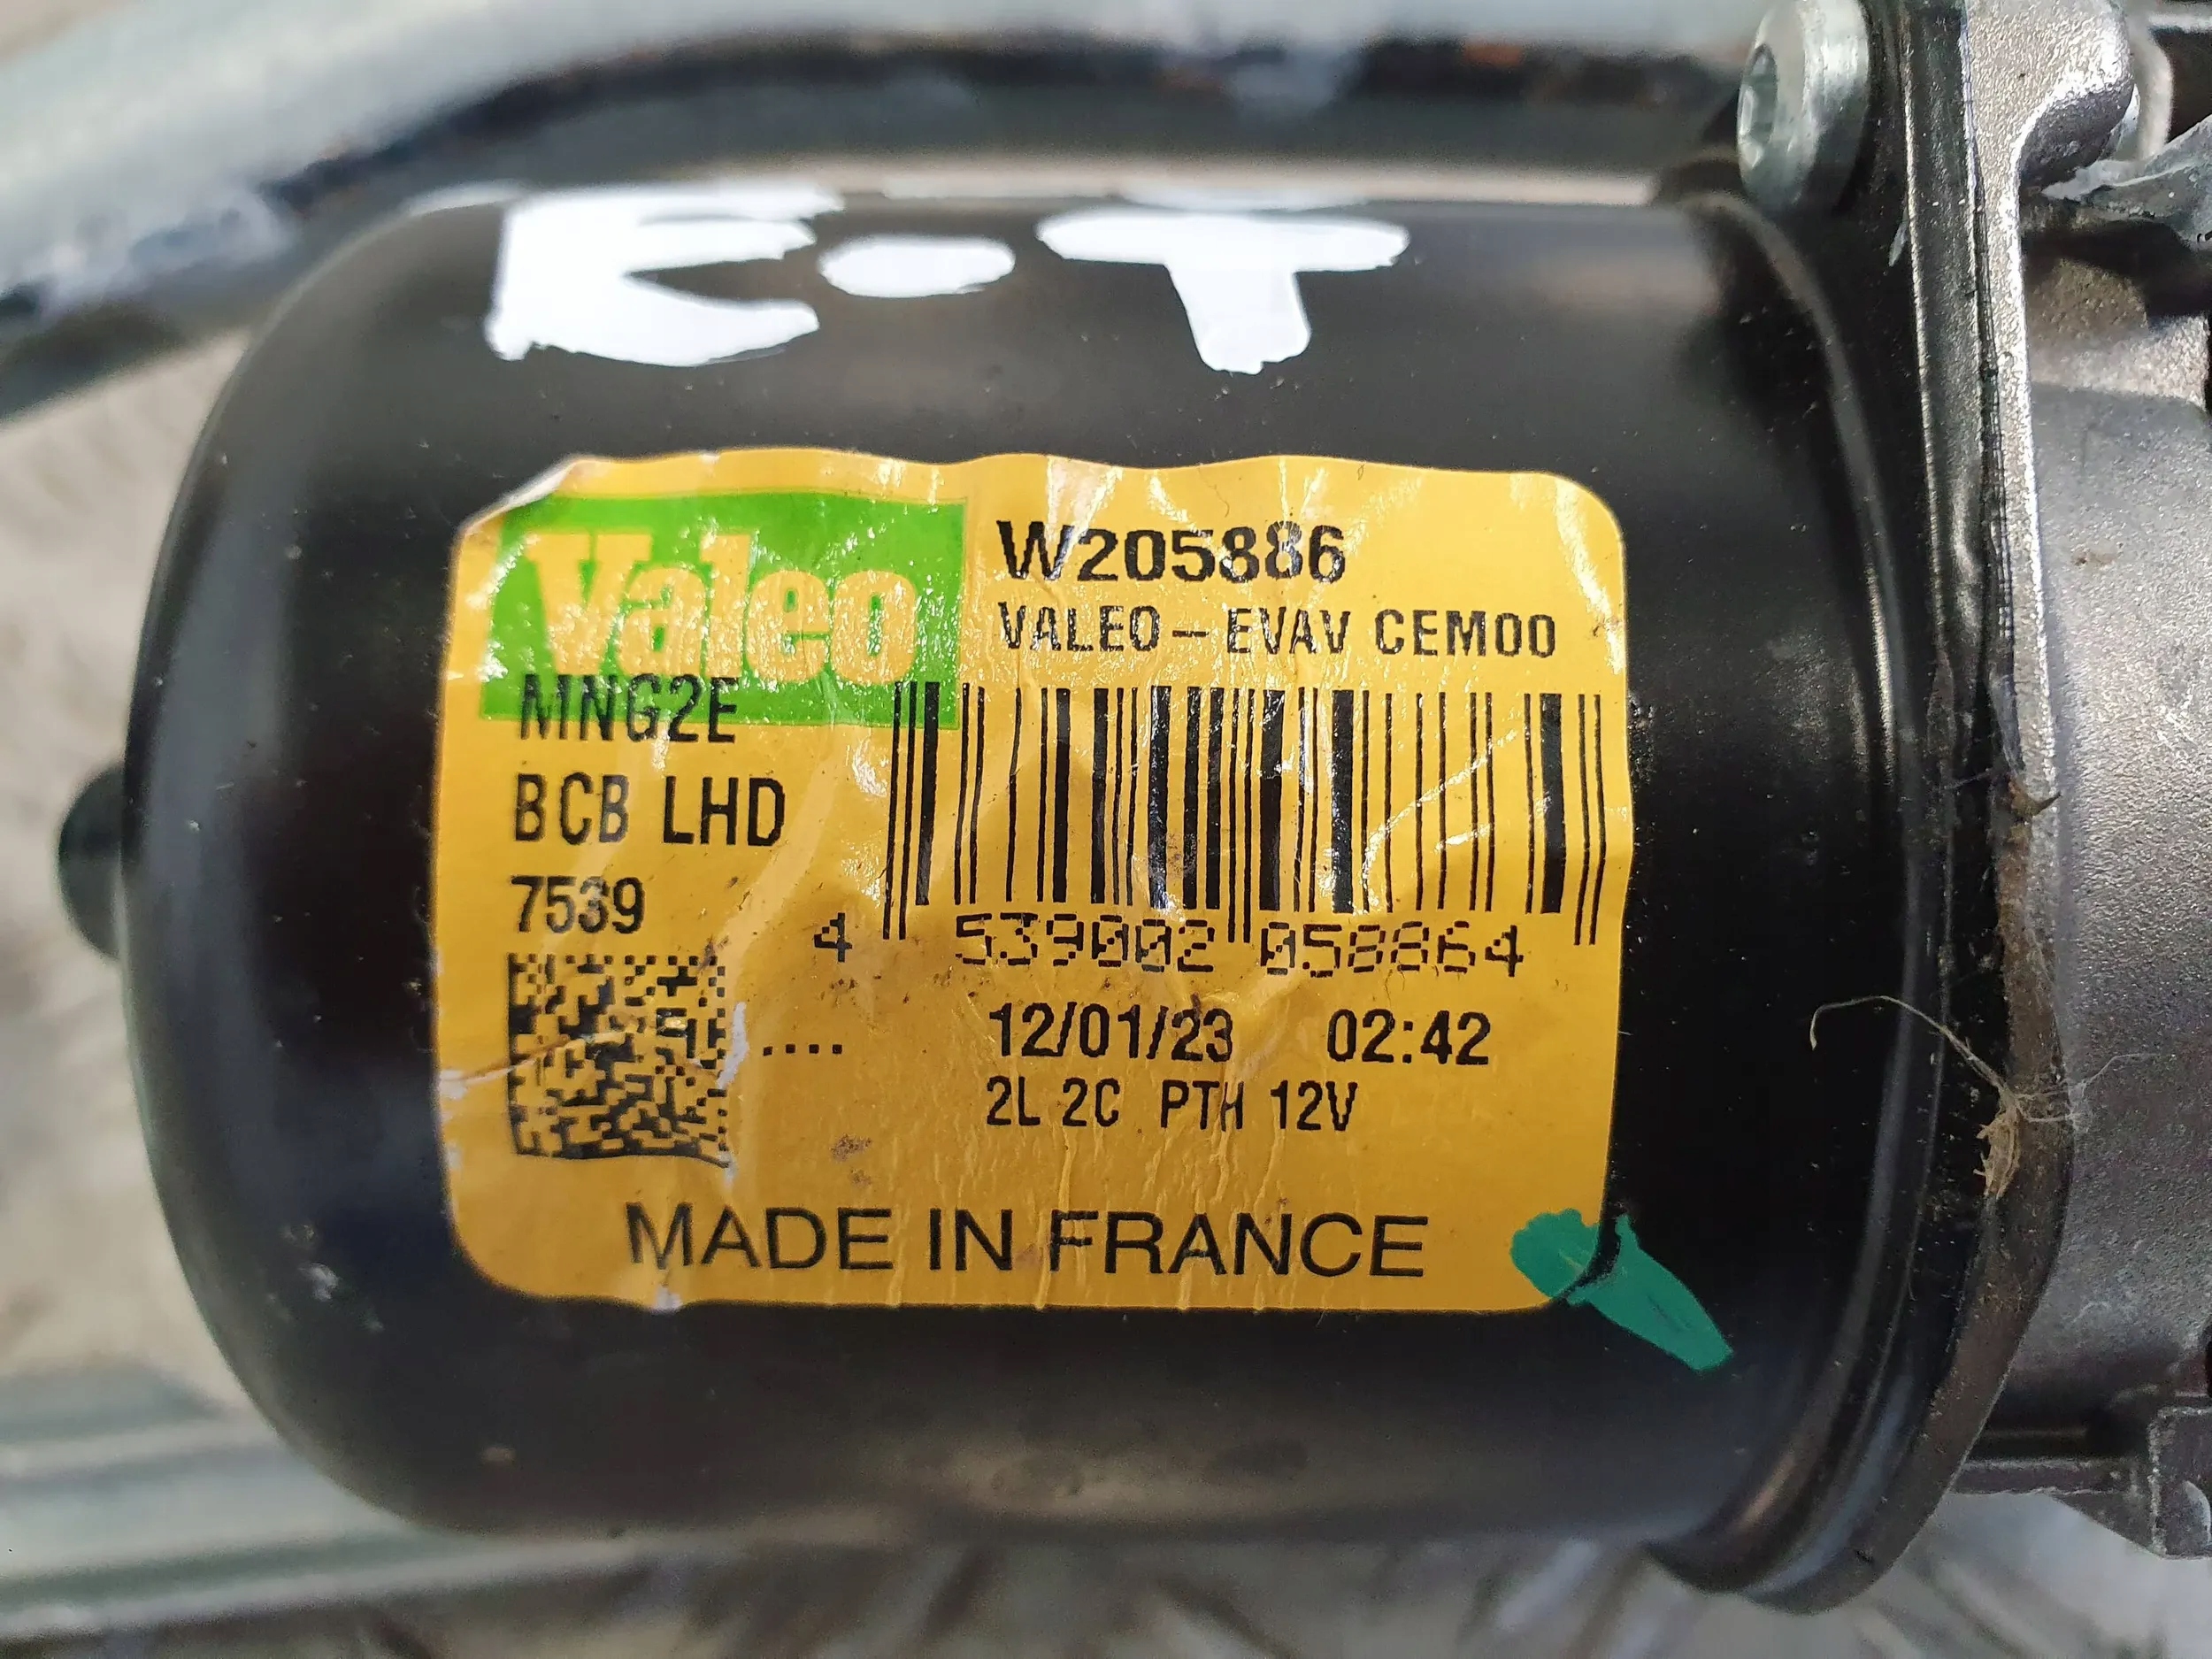 E-T
Valeo
W205886
VALEO - EVAV CEM00
MNG2E
BCB LHD
7539
4 539002 058864
....
12/01/23 02:42
2L 2C PTH 12V
MADE IN FRANCE